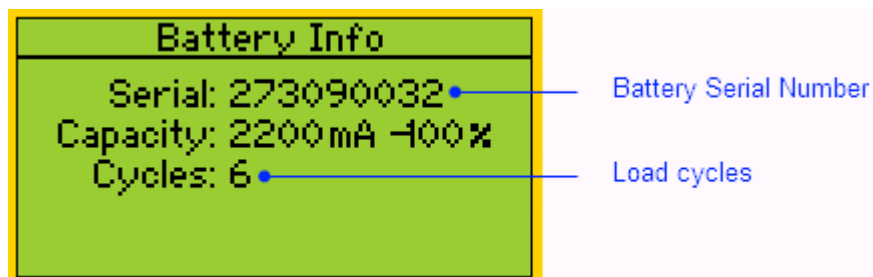 Battery Info
Serial: 273090032
Battery Serial Number
Capacity: 2200mA -100%
Cycles: 6
Load cycles